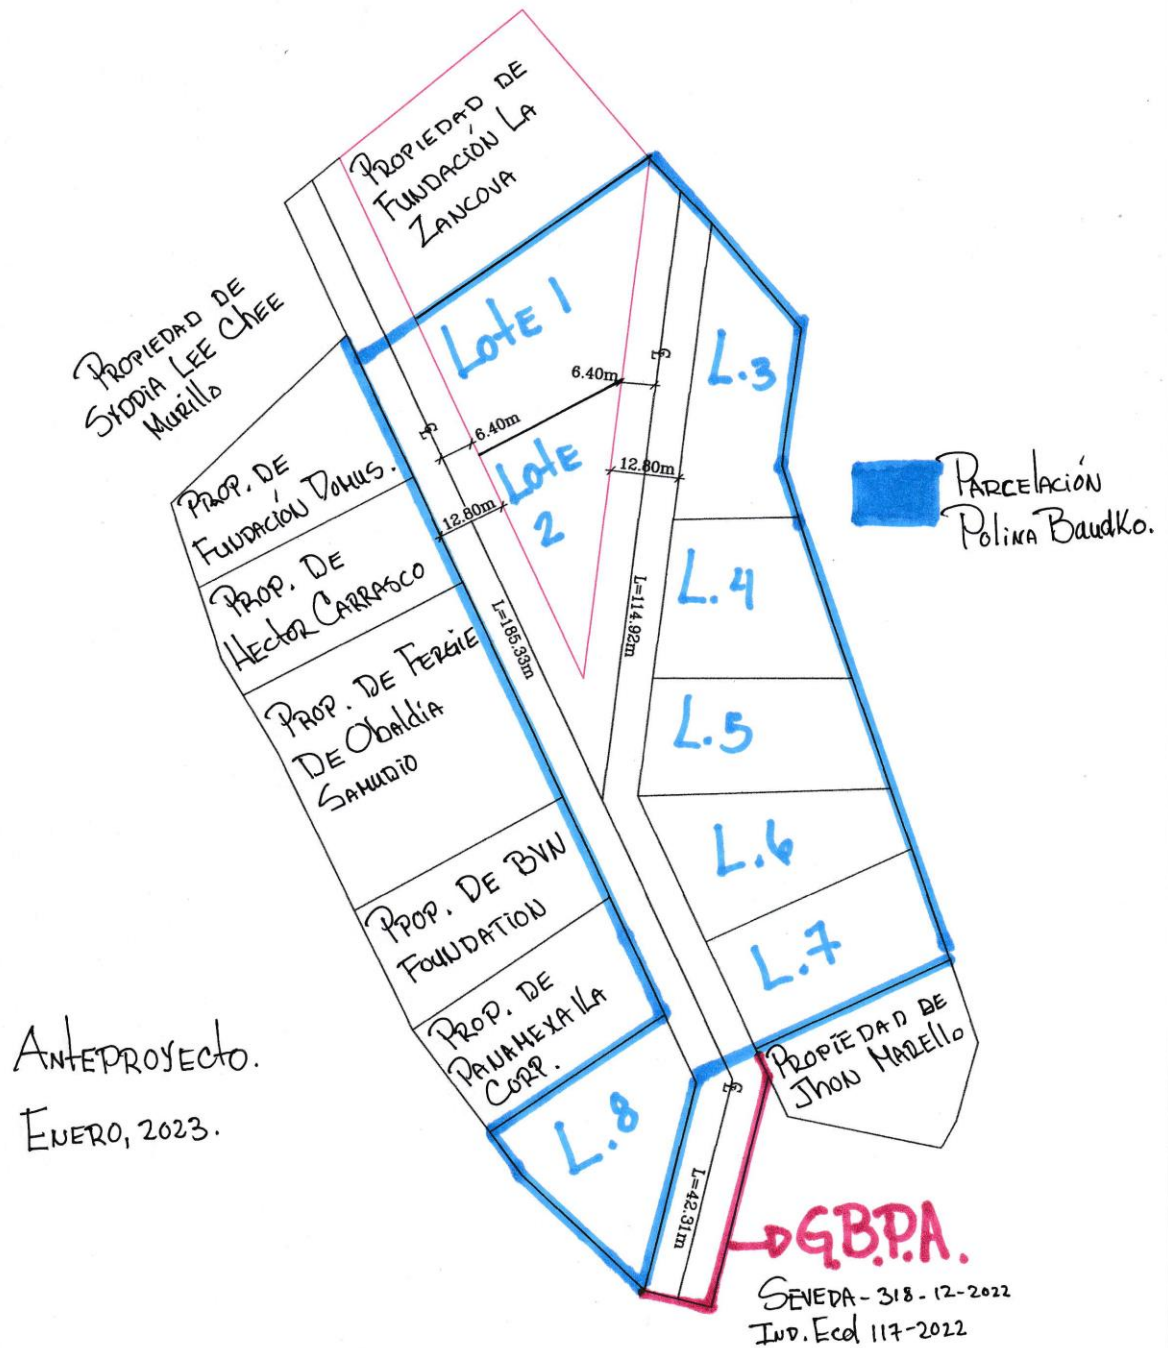 PROPIEDAD DE
FUNDACIÓN LA
ZANCOVA
PROPIEDAD DE
SYDDIA LEE CHEE
MURILLO
LOTE 1
L.3
6.40m
℄
℄
6.40m
LOTE
2
12.80m
12.80m
PROP. DE
FUNDACIÓN DOMUS.
PARCELACIÓN
POLINA BAUDKO.
PROP. DE
HECTOR CARRASCO
L.4
L=185.33m
L=114.92m
PROP. DE FERGIE
DE OBALDÍA
SAMUDIO
L.5
L.6
PROP. DE BVN
FOUNDATION
L.7
PROP. DE
PANAMEXAIKA
CORP.
PROPIEDAD DE
JHON MARELLO
ANTEPROYECTO.
ENERO, 2023.
L.8
℄
L=42.31m
G.B.P.A.
SEVEDA - 318 - 12-2022
IND. Ecol 117-2022